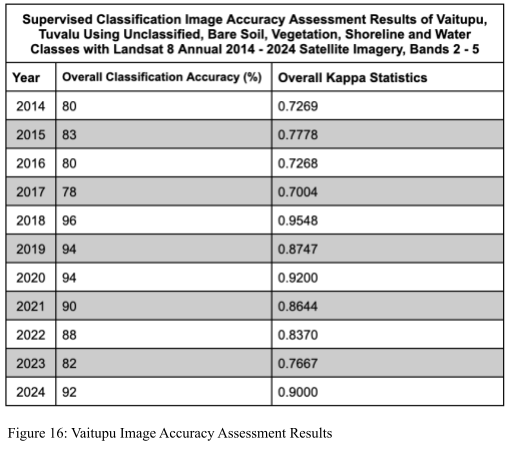 Supervised Classification Image Accuracy Assessment Results of Vaitupu,
Tuvalu Using Unclassified, Bare Soil, Vegetation, Shoreline and Water
Classes with Landsat 8 Annual 2014 - 2024 Satellite Imagery, Bands 2 - 5
Year Overall Classification Accuracy (%) Overall Kappa Statistics
2014 80 0.7269
2015 83 0.7778
2016 80 0.7268
2017 78 0.7004
2018 96 0.9548
2019 94 0.8747
2020 94 0.9200
2021 90 0.8644
2022 88 0.8370
2023 82 0.7667
2024 92 0.9000
Figure 16: Vaitupu Image Accuracy Assessment Results